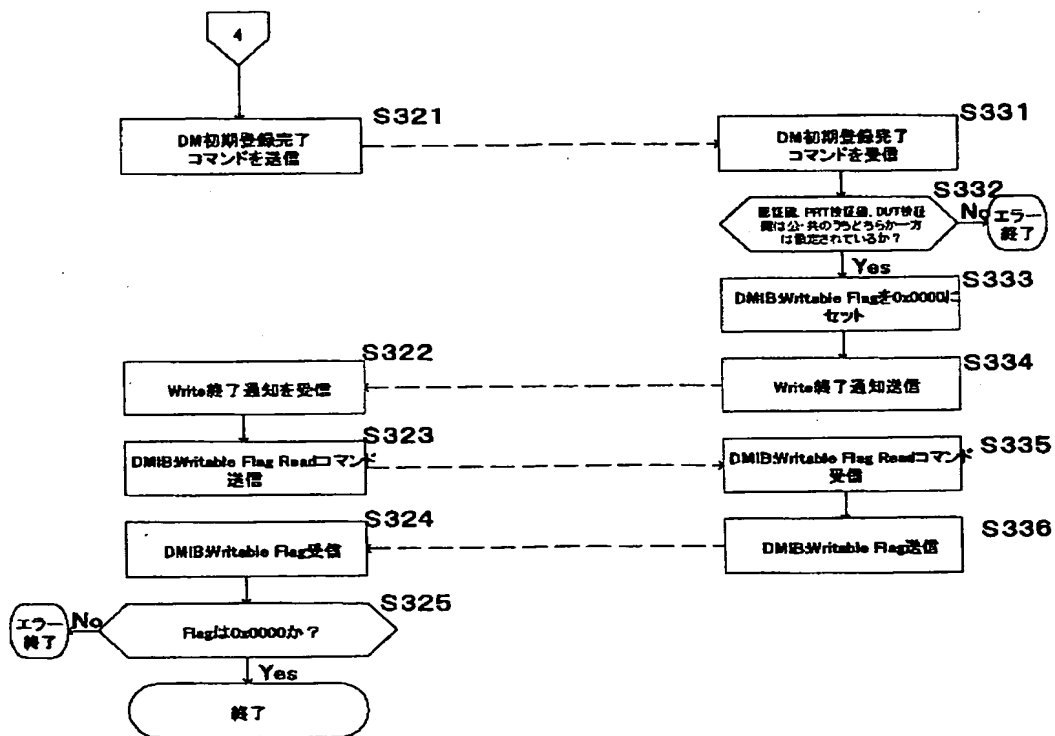 4
S321
DM初期登録完了
コマンドを送信
S331
DM初期登録完了
コマンドを受信
S332
認証鍵、PRT検証鍵、DUT検証
鍵は公・共のうちどちらか一方
は設定されているか？
No
エラー
終了
Yes
S333
DMIB:Writable Flagを0x0000に
セット
S322
Write終了通知を受信
S334
Write終了通知送信
S323
DMIB:Writable Flag Readコマンド
送信
S335
DMIB:Writable Flag Readコマンド
受信
S324
DMIB:Writable Flag受信
S336
DMIB:Writable Flag送信
S325
Flagは0x0000か？
No
エラー
終了
Yes
終了